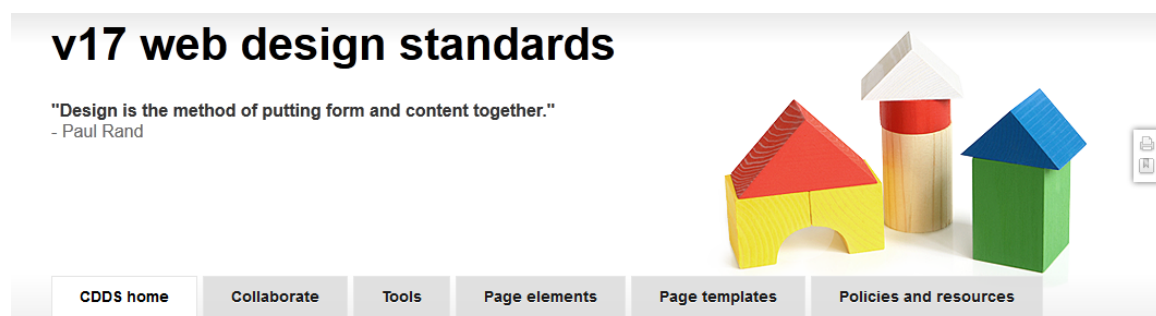 v17 web design standards
"Design is the method of putting form and content together."
- Paul Rand
CDDS home
Collaborate
Tools
Page elements
Page templates
Policies and resources